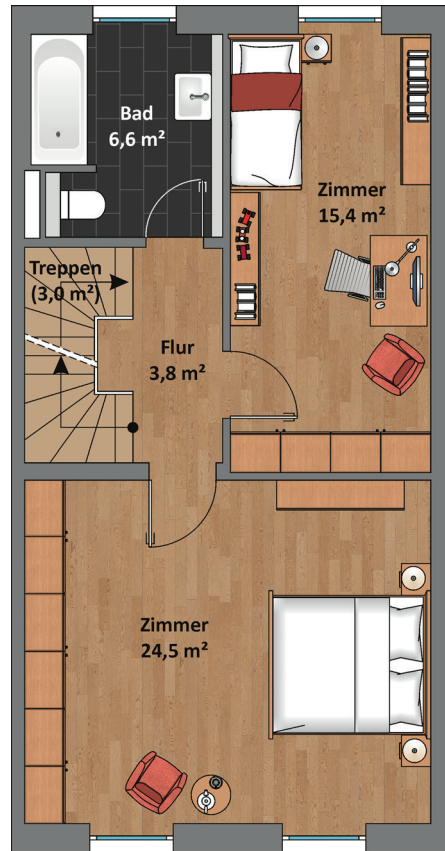 Bad
6,6 m²
Zimmer
15,4 m²
Treppen
(3,0 m²)
Flur
3,8 m²
Zimmer
24,5 m²